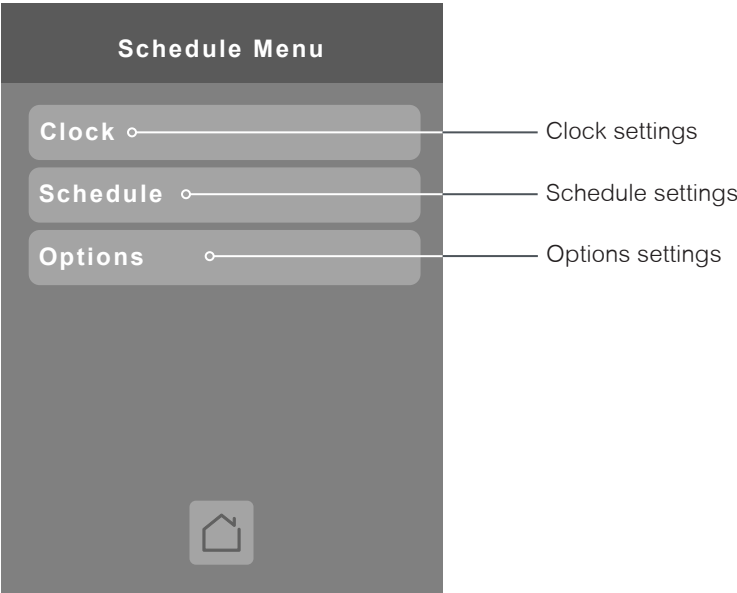 Schedule Menu
Clock
Clock settings
Schedule
Schedule settings
Options
Options settings